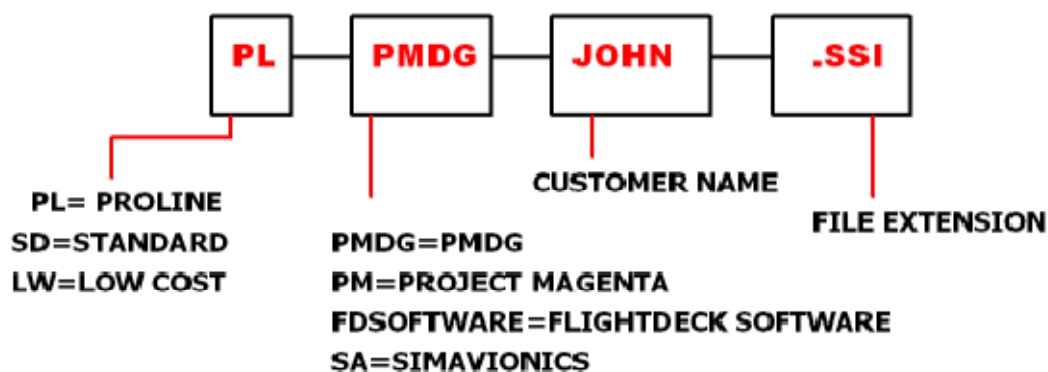 PL PMDG JOHN .SSI
CUSTOMER NAME
PL= PROLINE
FILE EXTENSION
SD=STANDARD
PMDG=PMDG
LW=LOW COST
PM=PROJECT MAGENTA
FDSOFTWARE=FLIGHTDECK SOFTWARE
SA=SIMAVIONICS